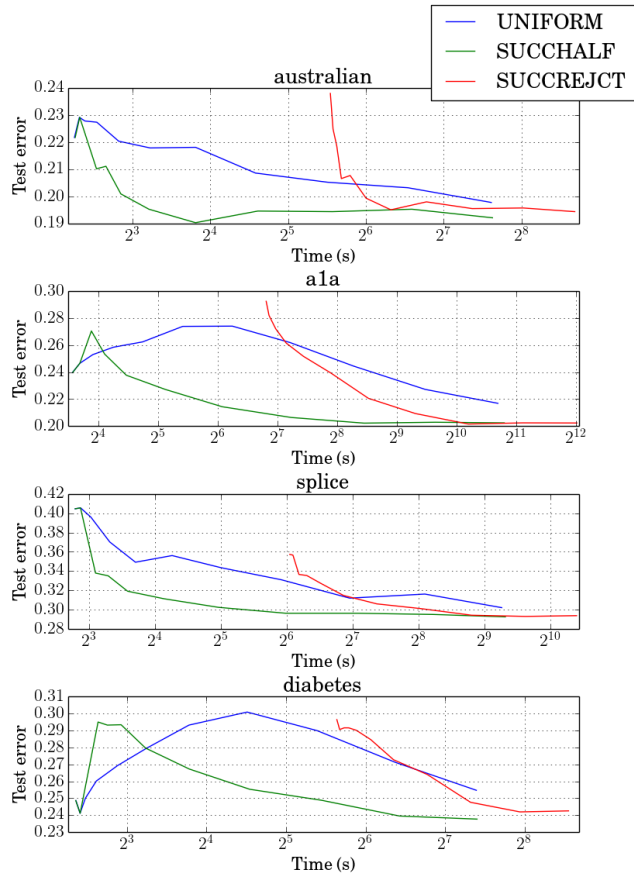 UNIFORM
SUCCHALF
SUCCREJCT
australian
Test error
0.24
0.23
0.22
0.21
0.20
0.19
2^3 2^4 2^5 2^6 2^7 2^8
Time (s)
a1a
Test error
0.30
0.28
0.26
0.24
0.22
0.20
2^4 2^5 2^6 2^7 2^8 2^9 2^10 2^11 2^12
Time (s)
splice
Test error
0.42
0.40
0.38
0.36
0.34
0.32
0.30
0.28
2^3 2^4 2^5 2^6 2^7 2^8 2^9 2^10
Time (s)
diabetes
Test error
0.31
0.30
0.29
0.28
0.27
0.26
0.25
0.24
0.23
2^3 2^4 2^5 2^6 2^7 2^8
Time (s)